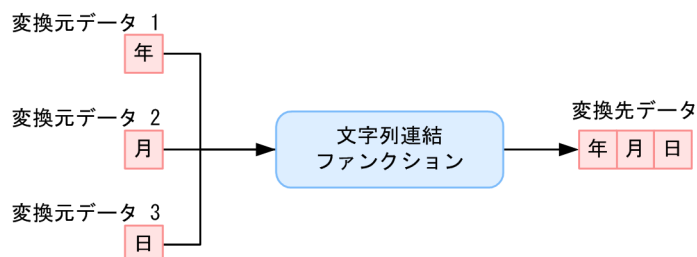 変換元データ 1
年
変換元データ 2
月
変換元データ 3
日
文字列連結
ファンクション
変換先データ
年 月 日